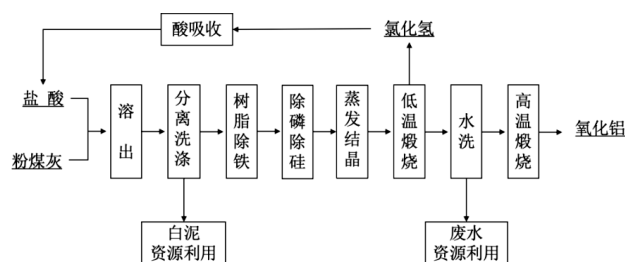 酸吸收
氯化氢
盐 酸
粉煤灰
溶出
分离洗涤
树脂除铁
除磷除硅
蒸发结晶
低温煅烧
水洗
高温煅烧
氧化铝
白泥
资源利用
废水
资源利用